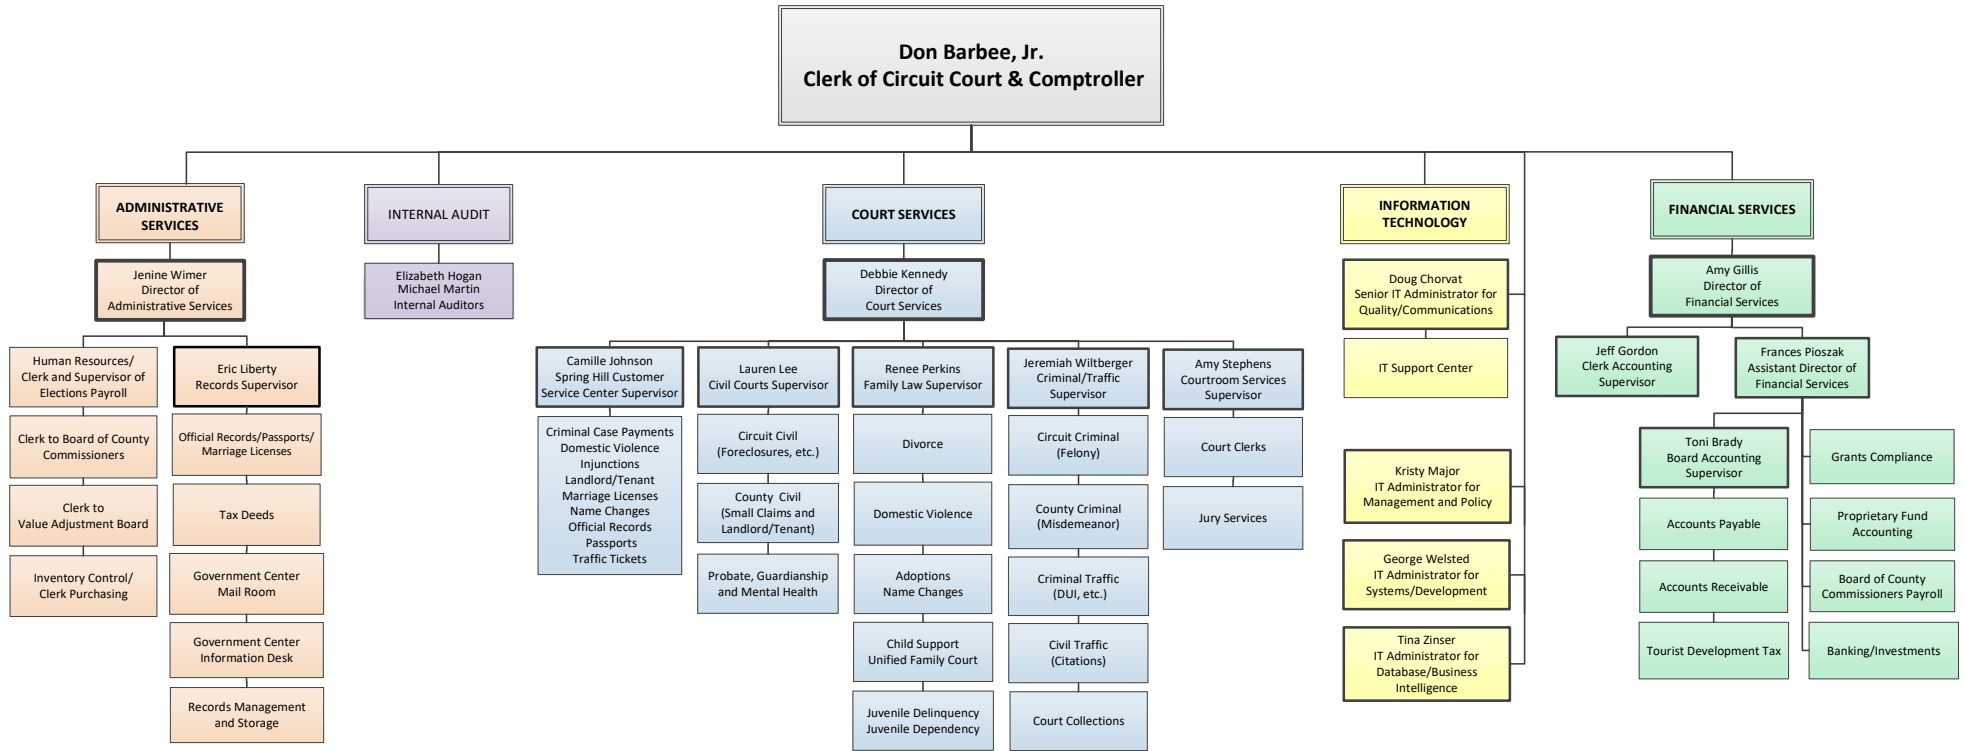 Don Barbee, Jr.
Clerk of Circuit Court & Comptroller
ADMINISTRATIVE
SERVICES
Jenine Wimer
Director of
Administrative Services
Human Resources/
Clerk and Supervisor of
Elections Payroll
Clerk to Board of County
Commissioners
Clerk to
Value Adjustment Board
Inventory Control/
Clerk Purchasing
Eric Liberty
Records Supervisor
Official Records/Passports/
Marriage Licenses
Tax Deeds
Government Center
Mail Room
Government Center
Information Desk
Records Management
and Storage
INTERNAL AUDIT
Elizabeth Hogan
Michael Martin
Internal Auditors
COURT SERVICES
Debbie Kennedy
Director of
Court Services
Camille Johnson
Spring Hill Customer
Service Center Supervisor
Criminal Case Payments
Domestic Violence
Injunctions
Landlord/Tenant
Marriage Licenses
Name Changes
Official Records
Passports
Traffic Tickets
Lauren Lee
Civil Courts Supervisor
Circuit Civil
(Foreclosures, etc.)
County Civil
(Small Claims and
Landlord/Tenant)
Probate, Guardianship
and Mental Health
Renee Perkins
Family Law Supervisor
Divorce
Domestic Violence
Adoptions
Name Changes
Child Support
Unified Family Court
Juvenile Delinquency
Juvenile Dependency
Jeremiah Wiltberger
Criminal/Traffic
Supervisor
Circuit Criminal
(Felony)
County Criminal
(Misdemeanor)
Criminal Traffic
(DUI, etc.)
Civil Traffic
(Citations)
Court Collections
Amy Stephens
Courtroom Services
Supervisor
Court Clerks
Jury Services
INFORMATION
TECHNOLOGY
Doug Chorvat
Senior IT Administrator for
Quality/Communications
IT Support Center
Kristy Major
IT Administrator for
Management and Policy
George Welsted
IT Administrator for
Systems/Development
Tina Zinser
IT Administrator for
Database/Business
Intelligence
FINANCIAL SERVICES
Amy Gillis
Director of
Financial Services
Jeff Gordon
Clerk Accounting
Supervisor
Frances Pioszak
Assistant Director of
Financial Services
Toni Brady
Board Accounting
Supervisor
Accounts Payable
Accounts Receivable
Tourist Development Tax
Grants Compliance
Proprietary Fund
Accounting
Board of County
Commissioners Payroll
Banking/Investments